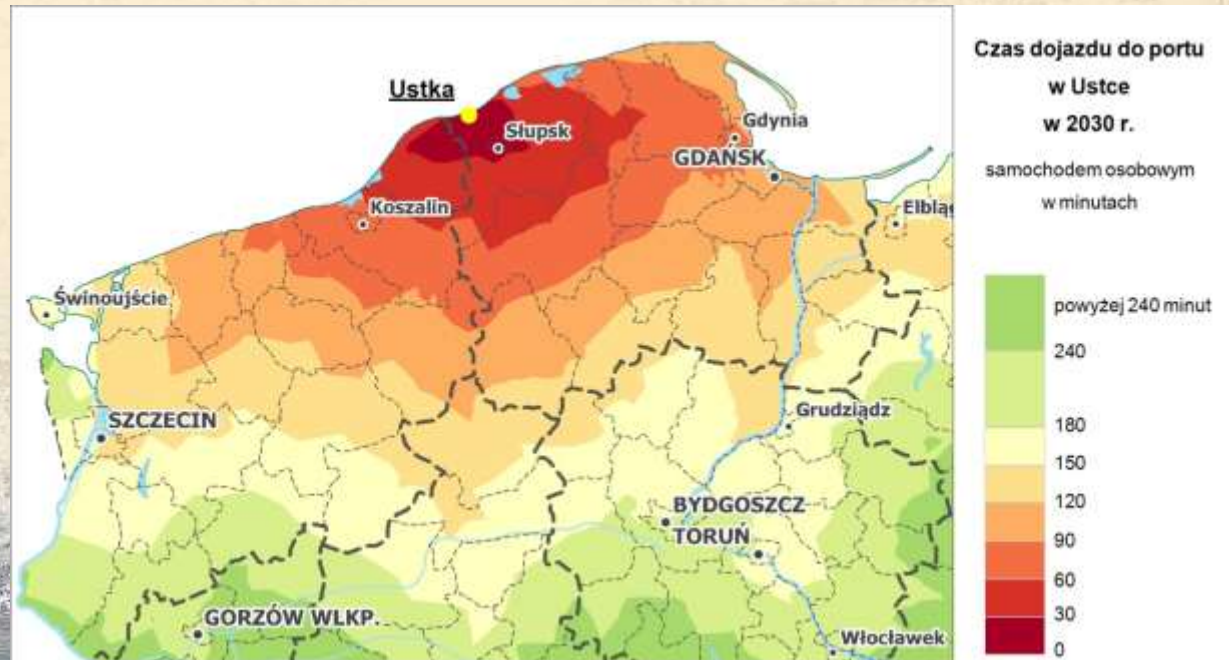 Czas dojazdu do portu
w Ustce
w 2030 r.
samochodem osobowym
w minutach
powyżej 240 minut
240
180
150
120
90
60
30
0
Ustka
Słupsk
Gdynia
GDAŃSK
Koszalin
Elbląg
Świnoujście
SZCZECIN
Grudziądz
BYDGOSZCZ
TORUŃ
GORZÓW WLKP.
Włocławek